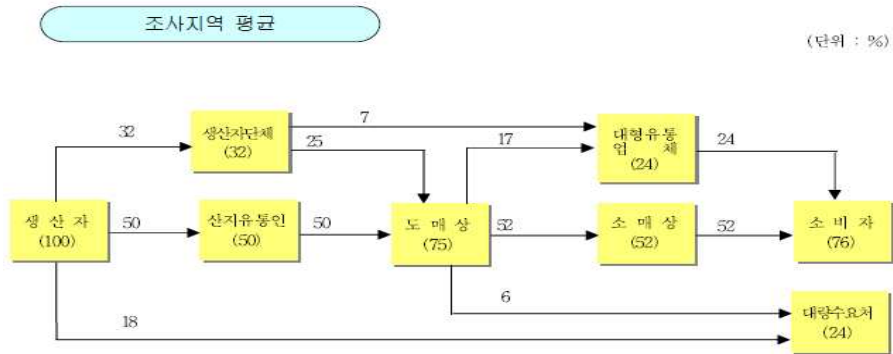 조사지역 평균
(단위 : %)
7
32
생산자단체
(32)
25
17
대형유통
업 체
(24)
24
생 산 자
(100)
50
산지유통인
(50)
50
도 매 상
(75)
52
소 매 상
(52)
52
소 비 자
(76)
6
18
대량수요처
(24)